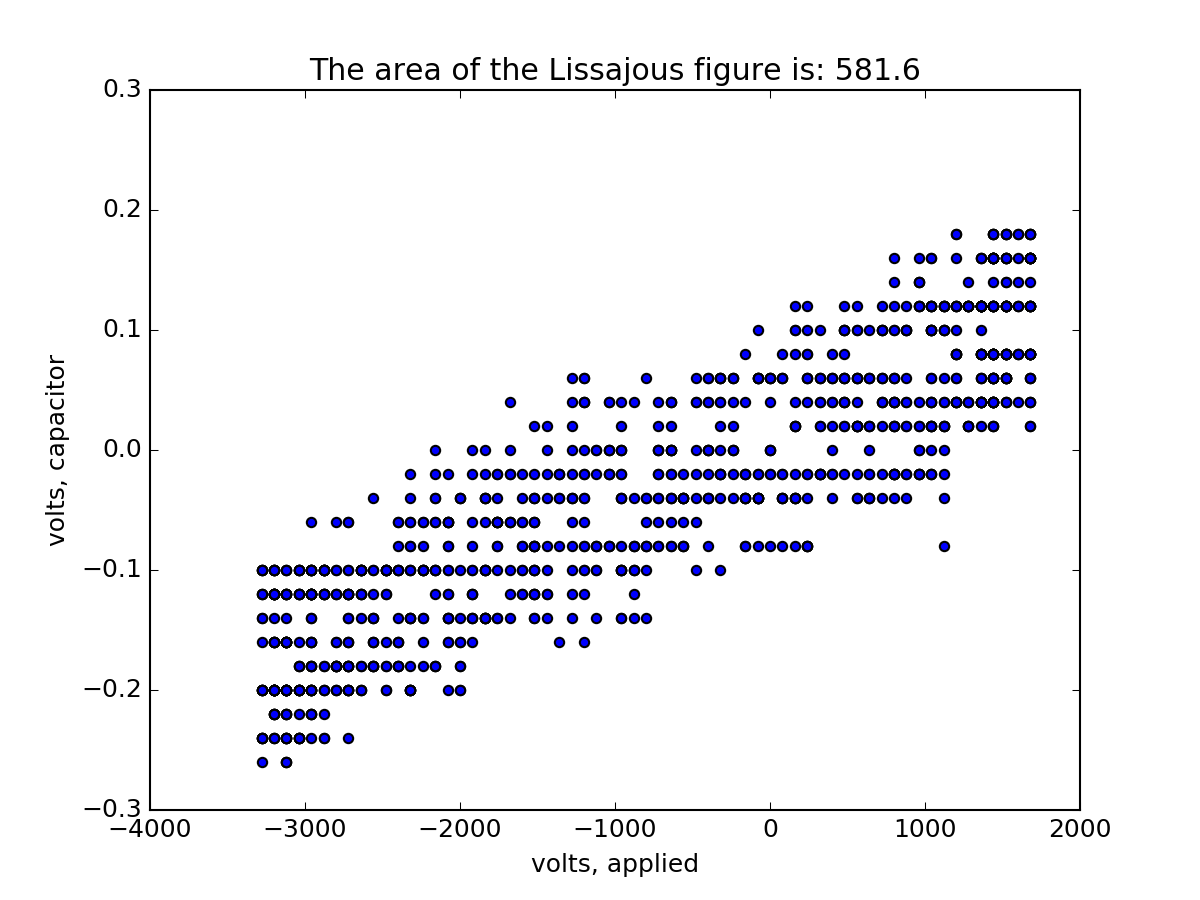 The area of the Lissajous figure is: 581.6
0.3
0.2
0.1
0.0
−0.1
−0.2
−0.3
volts, capacitor
−4000 −3000 −2000 −1000 0 1000 2000
volts, applied